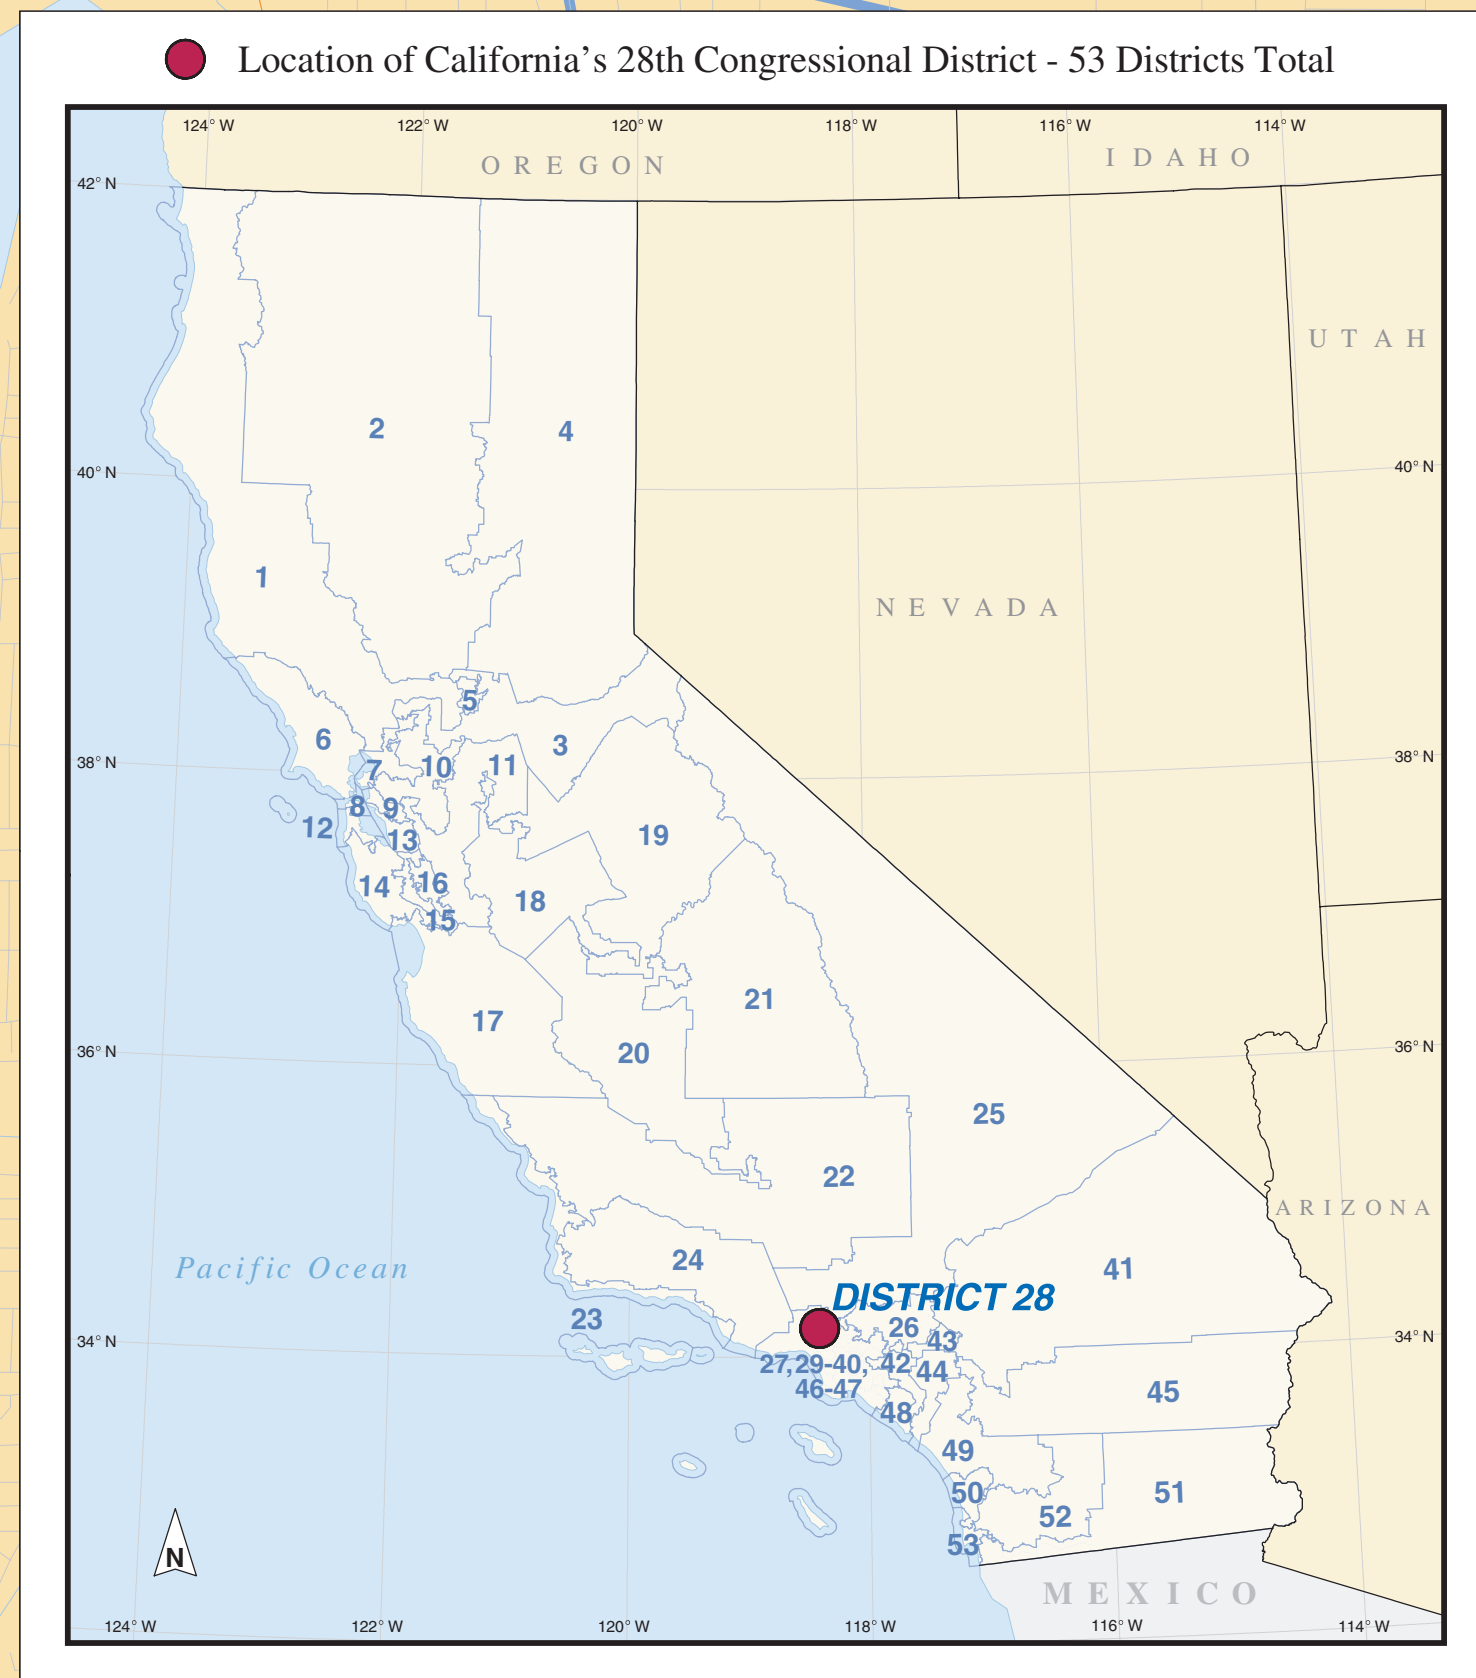 Location of California's 28th Congressional District - 53 Districts Total
124° W 122° W 120° W 118° W 116° W 114° W
OREGON
IDAHO
42° N
UTAH
2
4
40° N
40° N
1
NEVADA
5
6
3
38° N
7
10
11
38° N
8
9
12
13
19
14
16
18
15
21
17
36° N
20
36° N
25
22
ARIZONA
Pacific Ocean
24
41
DISTRICT 28
23
26
34° N
43
34° N
27,29-40,
42
44
46-47
45
48
49
50
51
52
53
N
MEXICO
124° W 122° W 120° W 118° W 116° W 114° W